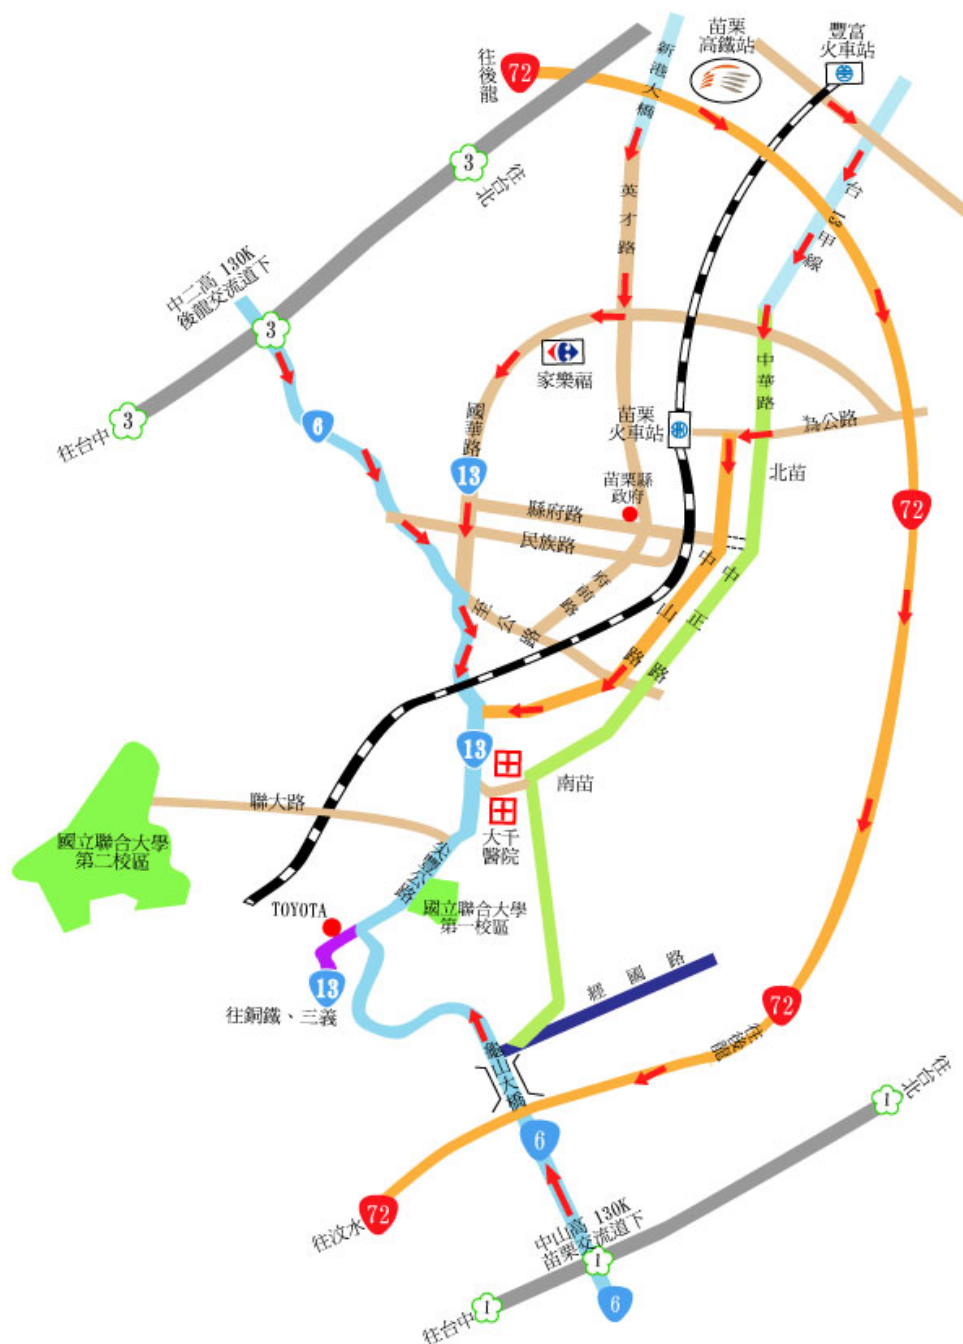 苗栗
高鐵站
豐富
火車站
新港大橋
往後龍
72
3
往台北
英才路
台13甲線
中二高 130K
後龍交流道下
3
家樂福
中華路
3
往台中
6
國華路
苗栗
火車站
為公路
13
苗栗縣
政府
北苗
72
縣府路
民族路
府前路
至公路
中山路
中正路
13
南苗
聯大路
大千
醫院
國立聯合大學
第二校區
尖豐公路
國立聯合大學
第一校區
TOYOTA
13
往銅鐵、三義
經國路
72
往後龍
龜山大橋
往台北
1
6
72
往汶水
中山高 130K
苗栗交流道下
1
6
1
往台中